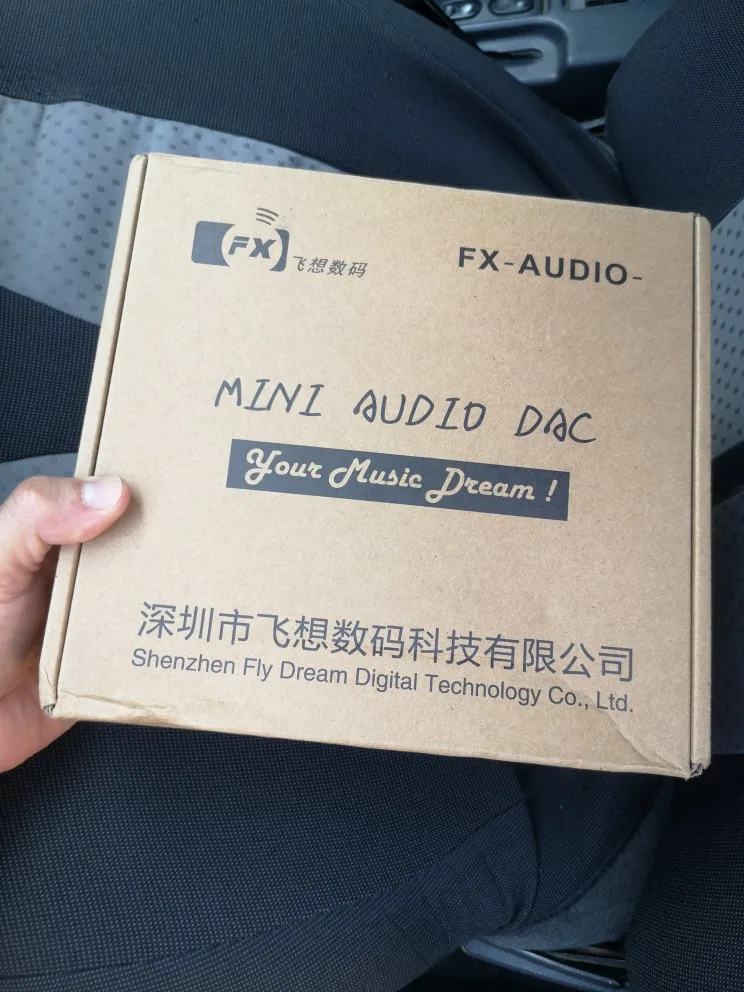 FX 飞想数码
FX-AUDIO-
MINI AUDIO DAC
Your Music Dream !
深圳市飞想数码科技有限公司
Shenzhen Fly Dream Digital Technology Co., Ltd.